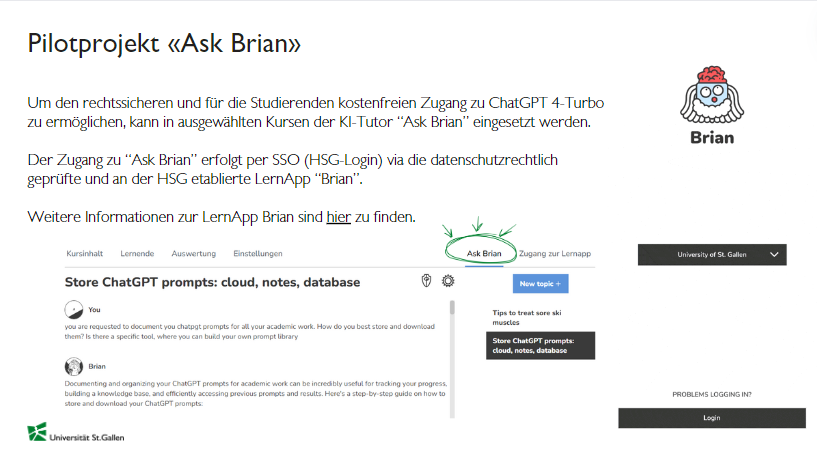 Pilotprojekt «Ask Brian»
Um den rechtssicheren und für die Studierenden kostenfreien Zugang zu ChatGPT 4-Turbo
zu ermöglichen, kann in ausgewählten Kursen der KI-Tutor “Ask Brian” eingesetzt werden.
Der Zugang zu “Ask Brian” erfolgt per SSO (HSG-Login) via die datenschutzrechtlich
geprüfte und an der HSG etablierte LernApp “Brian”.
Weitere Informationen zur LernApp Brian sind hier zu finden.
Brian
Kursinhalt Lernende Auswertung Einstellungen Ask Brian Zugang zur Lernapp
Store ChatGPT prompts: cloud, notes, database
New topic +
You
you are requested to document you chatpgt prompts for all your academic work. How do you best store and download
them? Is there a specific tool, where you can build your own prompt library
Brian
Documenting and organizing your ChatGPT prompts for academic work can be incredibly useful for tracking your progress,
building a knowledge base, and efficiently accessing previous prompts and results. Here's a step-by-step guide on how to
store and download your ChatGPT prompts:
Tips to treat sore ski
muscles
Store ChatGPT prompts:
cloud, notes, database
University of St. Gallen
PROBLEMS LOGGING IN?
Login
Universität St.Gallen